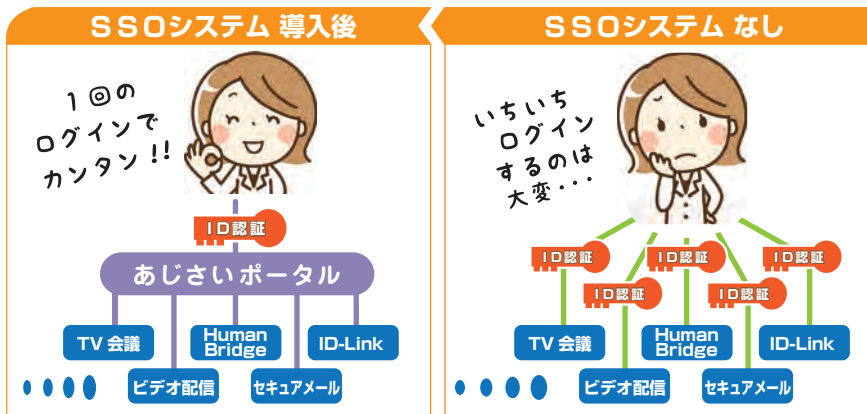 SSOシステム 導入後
1回の
ログインで
カンタン!!
ID認証
あじさいポータル
TV会議
Human
Bridge
ID-Link
ビデオ配信
セキュアメール
SSOシステム なし
いちいち
ログイン
するのは
大変・・・
ID認証
ID認証
ID認証
ID認証
ID認証
TV会議
Human
Bridge
ID-Link
ビデオ配信
セキュアメール